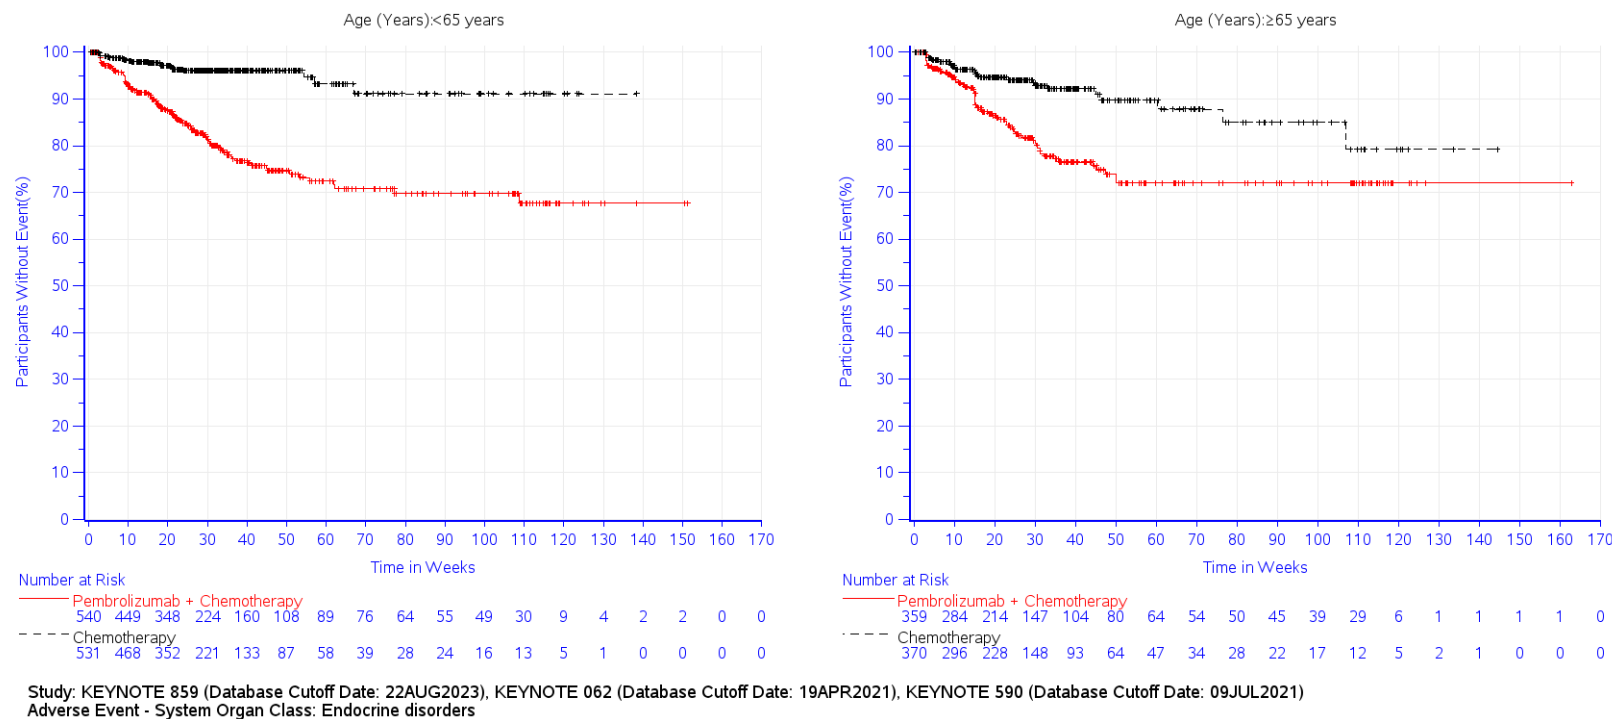 Age (Years):<65 years
100
90
80
70
60
50
40
30
20
10
0
Participants Without Event(%)
0 10 20 30 40 50 60 70 80 90 100 110 120 130 140 150 160 170
Time in Weeks
Number at Risk
Pembrolizumab + Chemotherapy
540 449 348 224 160 108 89 76 64 55 49 30 9 4 2 2 0 0
Chemotherapy
531 468 352 221 133 87 58 39 28 24 16 13 5 1 0 0 0 0
Age (Years):≥65 years
100
90
80
70
60
50
40
30
20
10
0
Participants Without Event(%)
0 10 20 30 40 50 60 70 80 90 100 110 120 130 140 150 160 170
Time in Weeks
Number at Risk
Pembrolizumab + Chemotherapy
359 284 214 147 104 80 64 54 50 45 39 29 6 1 1 1 1 0
Chemotherapy
370 296 228 148 93 64 47 34 28 22 17 12 5 2 1 0 0 0
Study: KEYNOTE 859 (Database Cutoff Date: 22AUG2023), KEYNOTE 062 (Database Cutoff Date: 19APR2021), KEYNOTE 590 (Database Cutoff Date: 09JUL2021)
Adverse Event - System Organ Class: Endocrine disorders